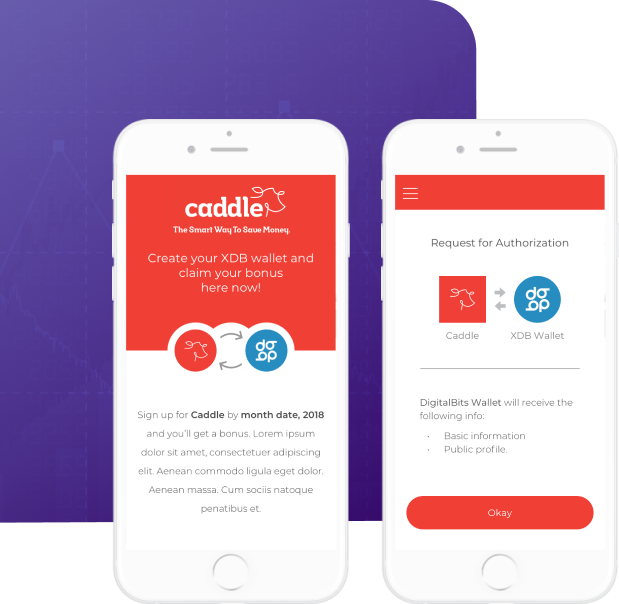 caddle
The Smart Way To Save Money.
Create your XDB wallet and
claim your bonus
here now!
Sign up for Caddle by month date, 2018
and you'll get a bonus. Lorem ipsum
dolor sit amet, consectetuer adipiscing
elit. Aenean commodo ligula eget dolor.
Aenean massa. Cum sociis natoque
penatibus et.
Request for Authorization
Caddle XDB Wallet
DigitalBits Wallet will receive the
following info:
· Basic information
· Public profile.
Okay